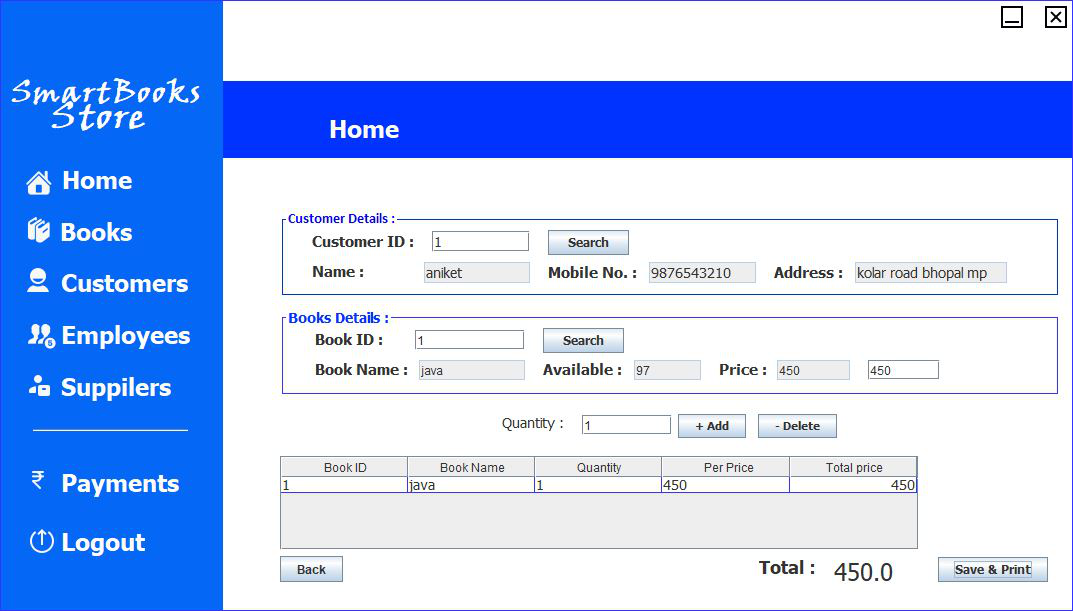 SmartBooks
Store
Home
Home
Books
Customers
6
Employees
Suppilers
₹ Payments
Logout
Customer Details :
Customer ID : 1 Search
Name : aniket Mobile No. : 9876543210 Address : kolar road bhopal mp
Books Details :
Book ID : 1 Search
Book Name : java Available : 97 Price : 450 450
Quantity : 1 + Add - Delete
Book ID Book Name Quantity Per Price Total price
1 java 1 450 450
Back Total : 450.0 Save & Print